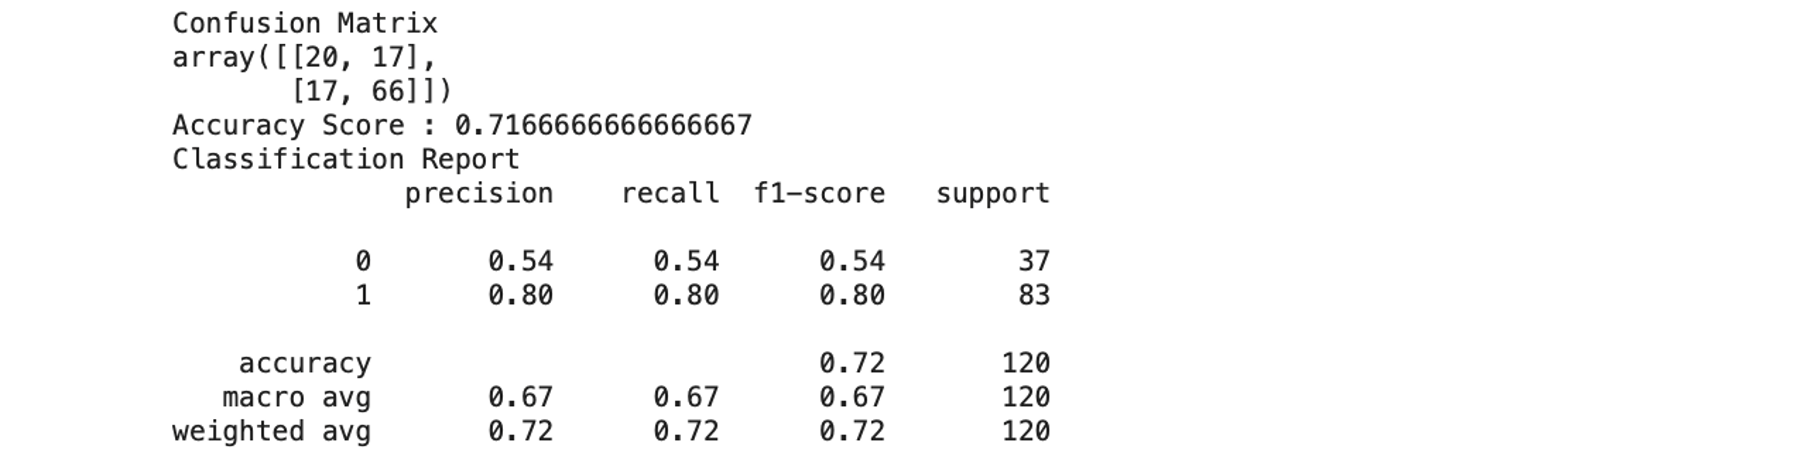 Confusion Matrix
array([[20, 17],
       [17, 66]])
Accuracy Score : 0.7166666666666667
Classification Report
              precision    recall  f1-score   support

           0       0.54      0.54      0.54        37
           1       0.80      0.80      0.80        83

    accuracy                           0.72       120
   macro avg       0.67      0.67      0.67       120
weighted avg       0.72      0.72      0.72       120